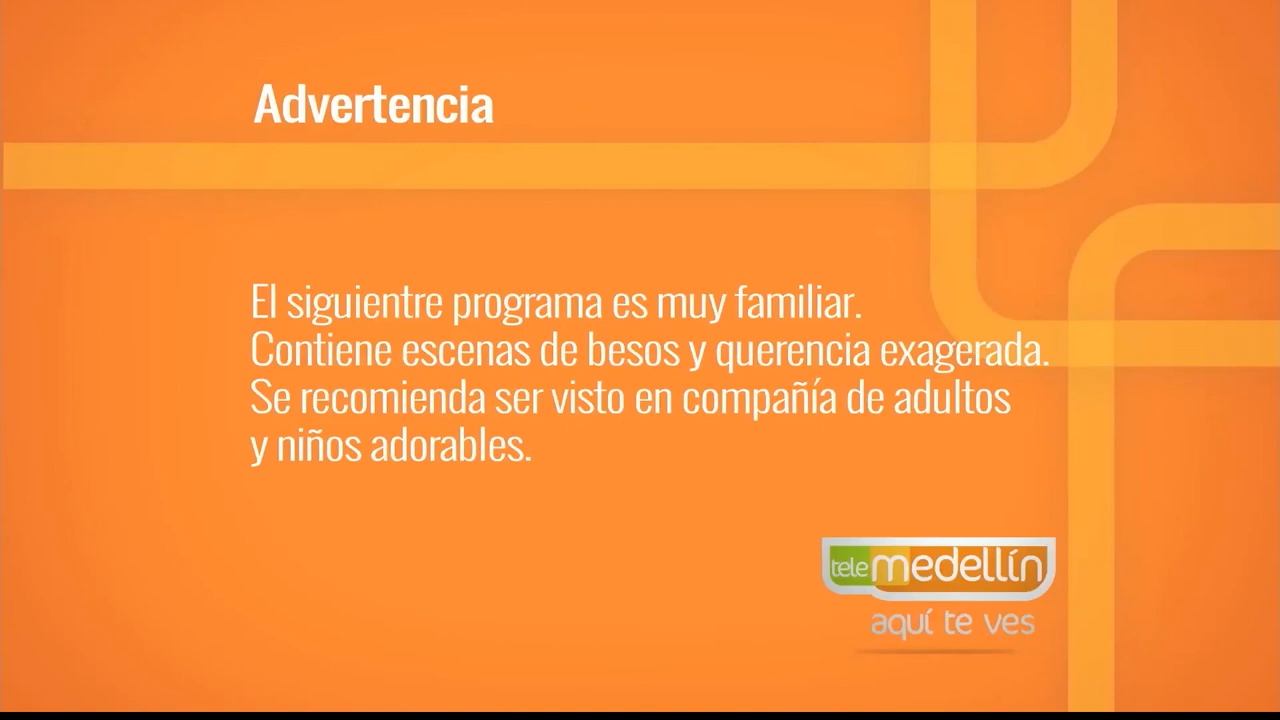 Advertencia
El siguientre programa es muy familiar.
Contiene escenas de besos y querencia exagerada.
Se recomienda ser visto en compañía de adultos
y niños adorables.
tele medellín
aquí te ves